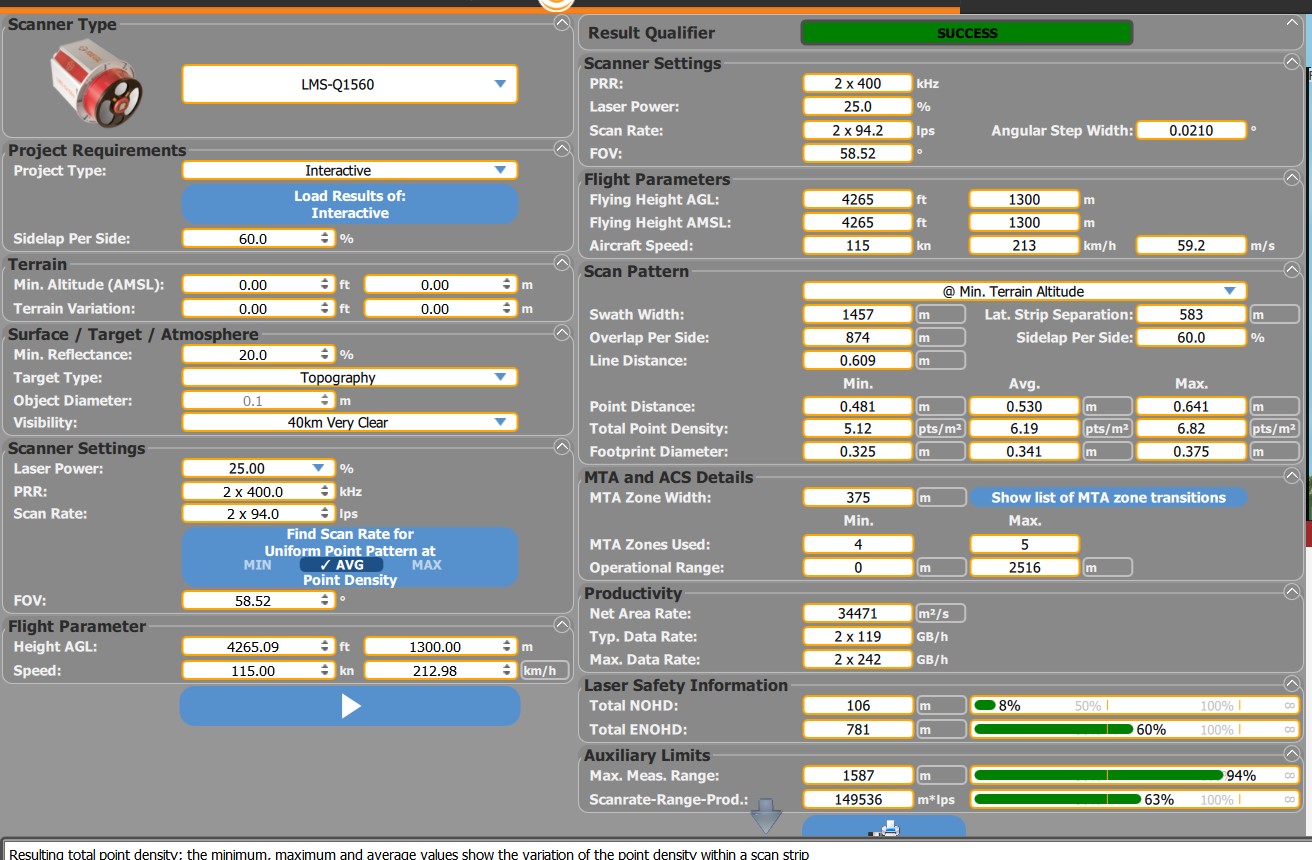 Scanner Type
LMS-Q1560
Project Requirements
Project Type: Interactive
Load Results of:
Interactive
Sidelap Per Side: 60.0 %
Terrain
Min. Altitude (AMSL): 0.00 ft 0.00 m
Terrain Variation: 0.00 ft 0.00 m
Surface / Target / Atmosphere
Min. Reflectance: 20.0 %
Target Type: Topography
Object Diameter: 0.1 m
Visibility: 40km Very Clear
Scanner Settings
Laser Power: 25.00 %
PRR: 2 x 400.0 kHz
Scan Rate: 2 x 94.0 lps
Find Scan Rate for
Uniform Point Pattern at
MIN ✓ AVG MAX
Point Density
FOV: 58.52 °
Flight Parameter
Height AGL: 4265.09 ft 1300.00 m
Speed: 115.00 kn 212.98 km/h
Result Qualifier SUCCESS
Scanner Settings
PRR: 2 x 400 kHz
Laser Power: 25.0 %
Scan Rate: 2 x 94.2 lps Angular Step Width: 0.0210 °
FOV: 58.52 °
Flight Parameters
Flying Height AGL: 4265 ft 1300 m
Flying Height AMSL: 4265 ft 1300 m
Aircraft Speed: 115 kn 213 km/h 59.2 m/s
Scan Pattern
@ Min. Terrain Altitude
Swath Width: 1457 m Lat. Strip Separation: 583 m
Overlap Per Side: 874 m Sidelap Per Side: 60.0 %
Line Distance: 0.609 m
Min. Avg. Max.
Point Distance: 0.481 m 0.530 m 0.641 m
Total Point Density: 5.12 pts/m² 6.19 pts/m² 6.82 pts/m²
Footprint Diameter: 0.325 m 0.341 m 0.375 m
MTA and ACS Details
MTA Zone Width: 375 m Show list of MTA zone transitions
Min. Max.
MTA Zones Used: 4 5
Operational Range: 0 m 2516 m
Productivity
Net Area Rate: 34471 m²/s
Typ. Data Rate: 2 x 119 GB/h
Max. Data Rate: 2 x 242 GB/h
Laser Safety Information
Total NOHD: 106 m 8% 50% 100% ∞
Total ENOHD: 781 m 60% 100% ∞
Auxiliary Limits
Max. Meas. Range: 1587 m 94% ∞
Scanrate-Range-Prod.: 149536 m*lps 63% 100% ∞
Resulting total point density: the minimum, maximum and average values show the variation of the point density within a scan strip